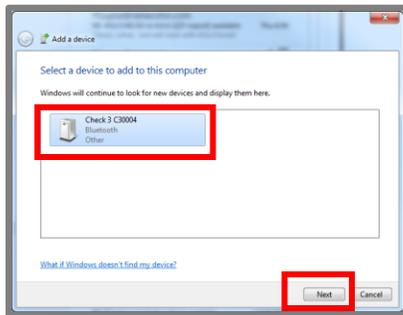 Add a device
Select a device to add to this computer
Windows will continue to look for new devices and display them here.
Check 3 C30004
Bluetooth
Other
What if Windows doesn't find my device?
Next
Cancel